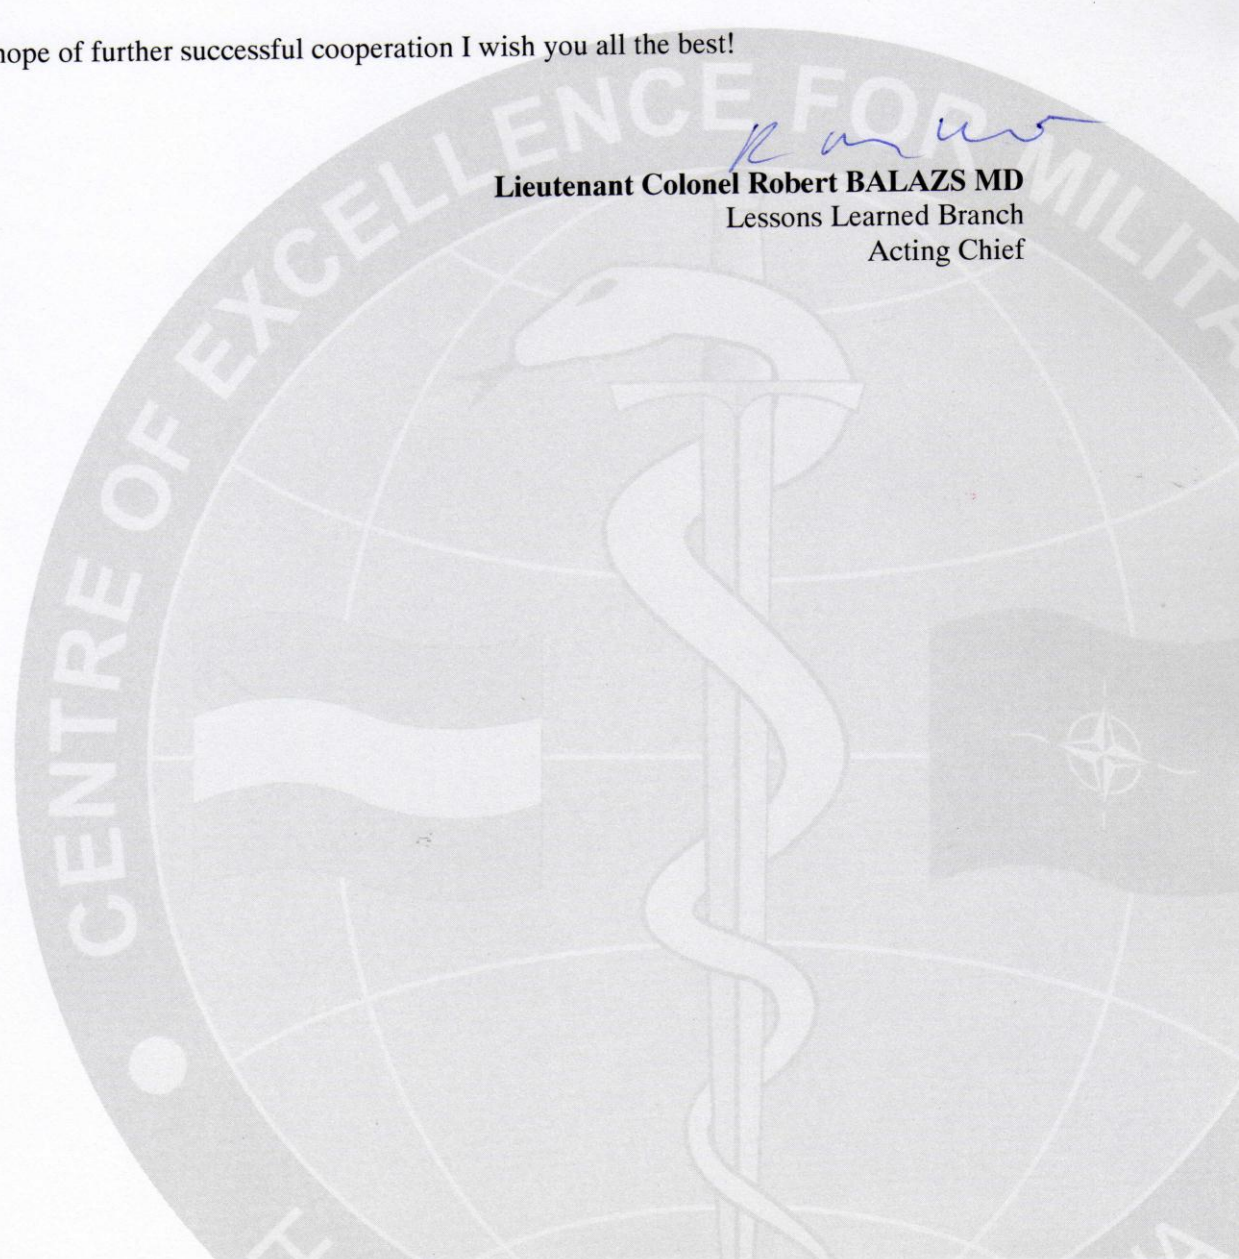 hope of further successful cooperation I wish you all the best!
Lieutenant Colonel Robert BALAZS MD
Lessons Learned Branch
Acting Chief
CENTRE OF EXCELLENCE FOR MILITA